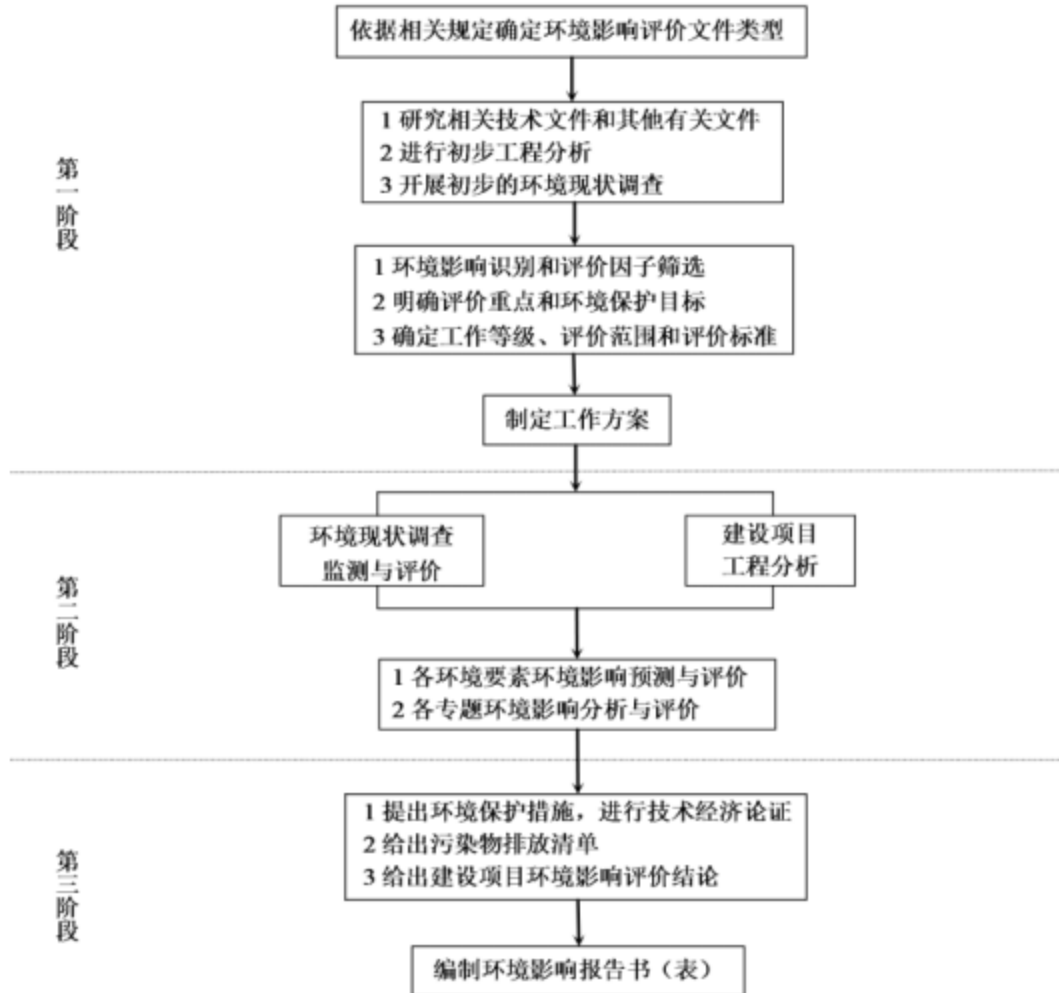 依据相关规定确定环境影响评价文件类型
1 研究相关技术文件和其他有关文件
2 进行初步工程分析
3 开展初步的环境现状调查
第一阶段
1 环境影响识别和评价因子筛选
2 明确评价重点和环境保护目标
3 确定工作等级、评价范围和评价标准
制定工作方案
环境现状调查
监测与评价
建设项目
工程分析
第二阶段
1 各环境要素环境影响预测与评价
2 各专题环境影响分析与评价
1 提出环境保护措施，进行技术经济论证
2 给出污染物排放清单
3 给出建设项目环境影响评价结论
第三阶段
编制环境影响报告书（表）